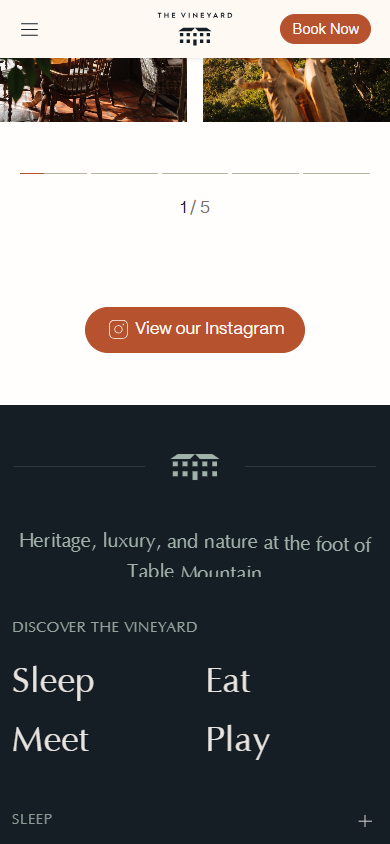 THE VINEYARD
Book Now
1 / 5
View our Instagram
Heritage, luxury, and nature at the foot of
Table Mountain
DISCOVER THE VINEYARD
Sleep
Eat
Meet
Play
SLEEP